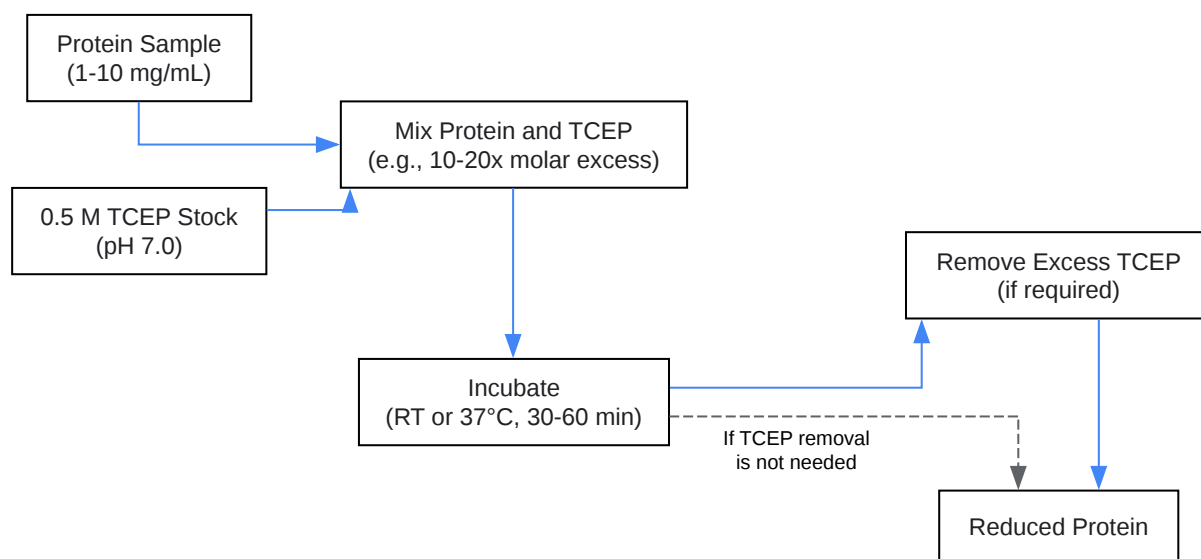 Protein Sample
(1-10 mg/mL)
Mix Protein and TCEP
(e.g., 10-20x molar excess)
0.5 M TCEP Stock
(pH 7.0)
Remove Excess TCEP
(if required)
Incubate
(RT or 37°C, 30-60 min)
If TCEP removal
is not needed
Reduced Protein